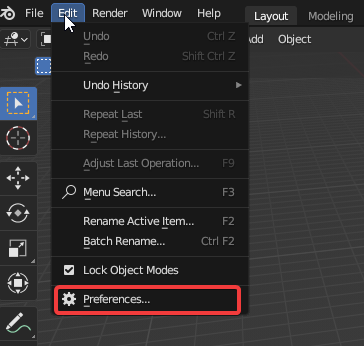 File Edit Render Window Help Layout Modeling
Add Object
Undo Ctrl Z
Redo Shift Ctrl Z
Undo History
Repeat Last Shift R
Repeat History...
Adjust Last Operation... F9
Menu Search... F3
Rename Active Item... F2
Batch Rename... Ctrl F2
Lock Object Modes
Preferences...